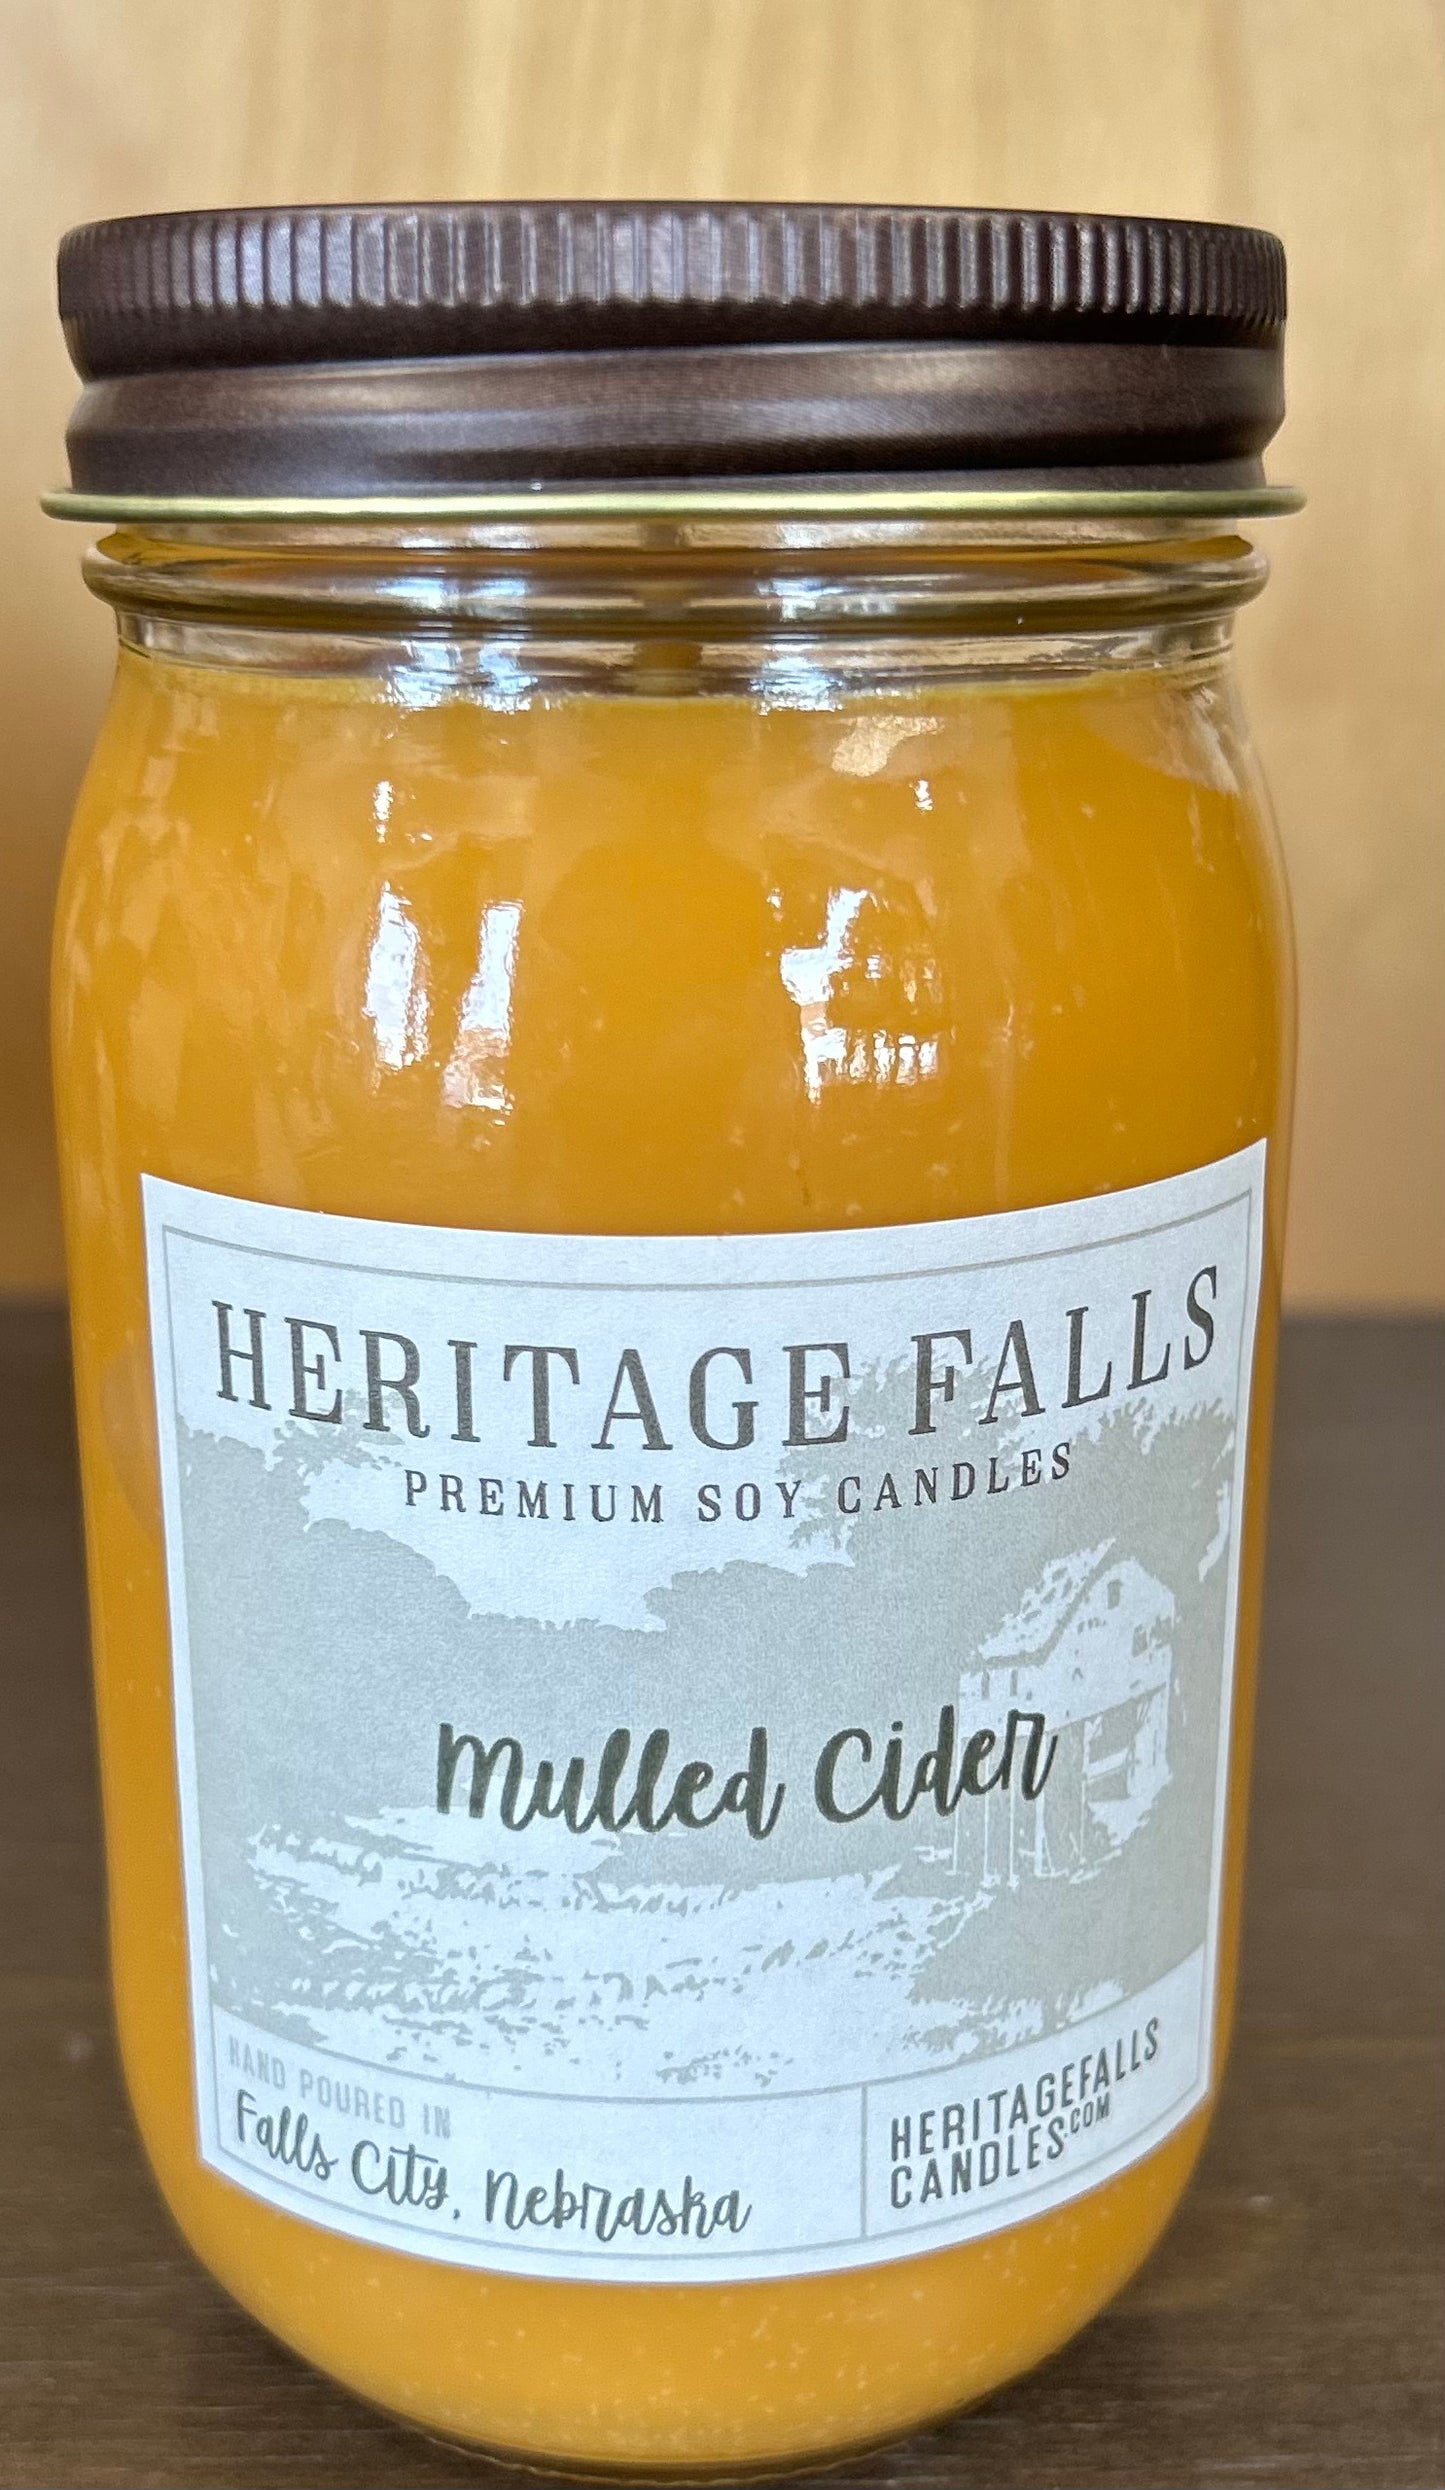 HERITAGE FALLS
PREMIUM SOY CANDLES
Mulled Cider
HAND POURED IN
Falls City, Nebraska
HERITAGEFALLS
CANDLES.COM